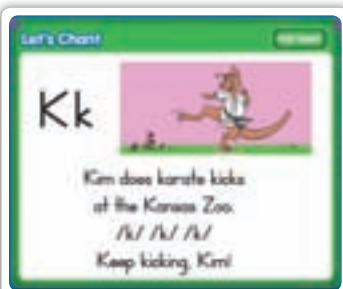 Let's Chant
Kk
Kim does karate kicks
at the Kansas Zoo.
/k/ /k/ /k/
Keep kicking, Kim!